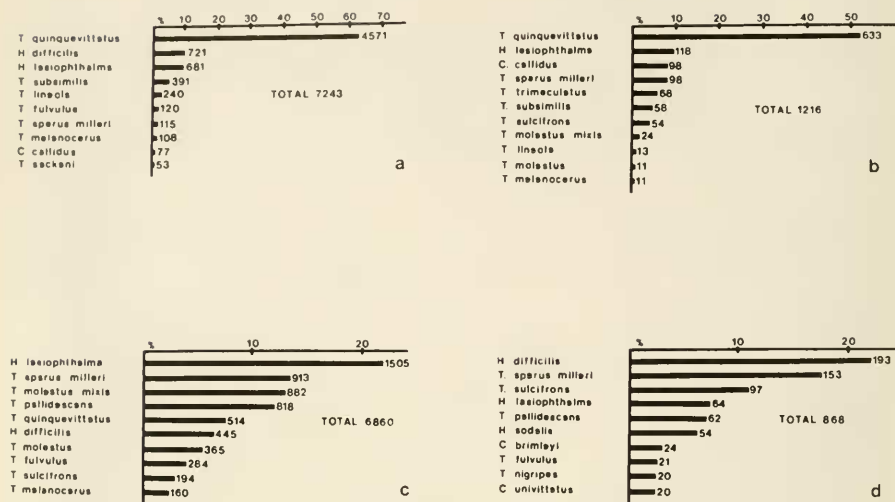 % 10 20 30 40 50 60 70
T quinquevittatus 4571
H difficilis 721
H lasiophthalma 681
T subsimilis 391
T lineola 240
T fulvulus 120
T sparus milleri 115
T melanocerus 108
C callidus 77
T sackeni 53
TOTAL 7243
a
% 10 20 30 40 50
T quinquevittatus 633
H lasiophthalma 118
C. callidus 98
T sparus milleri 98
T trimaculatus 68
T. subsimilis 58
T sulcifrons 54
T molestus mixis 24
T lineola 13
T molestus 11
T melanocerus 11
TOTAL 1216
b
% 10 20
H lasiophthalma 1505
T sparus milleri 913
T molestus mixis 882
T pallidescens 818
T quinquevittatus 514
H difficilis 445
T molestus 365
T fulvulus 284
T sulcifrons 194
T melanocerus 160
TOTAL 6860
c
% 10 20
H difficilis 193
T. sparus milleri 153
T. sulcifrons 97
H lasiophthalma 64
T pallidescens 62
H sodalis 54
C brimleyi 24
T fulvulus 21
T nigripes 20
C univittatus 20
TOTAL 868
d